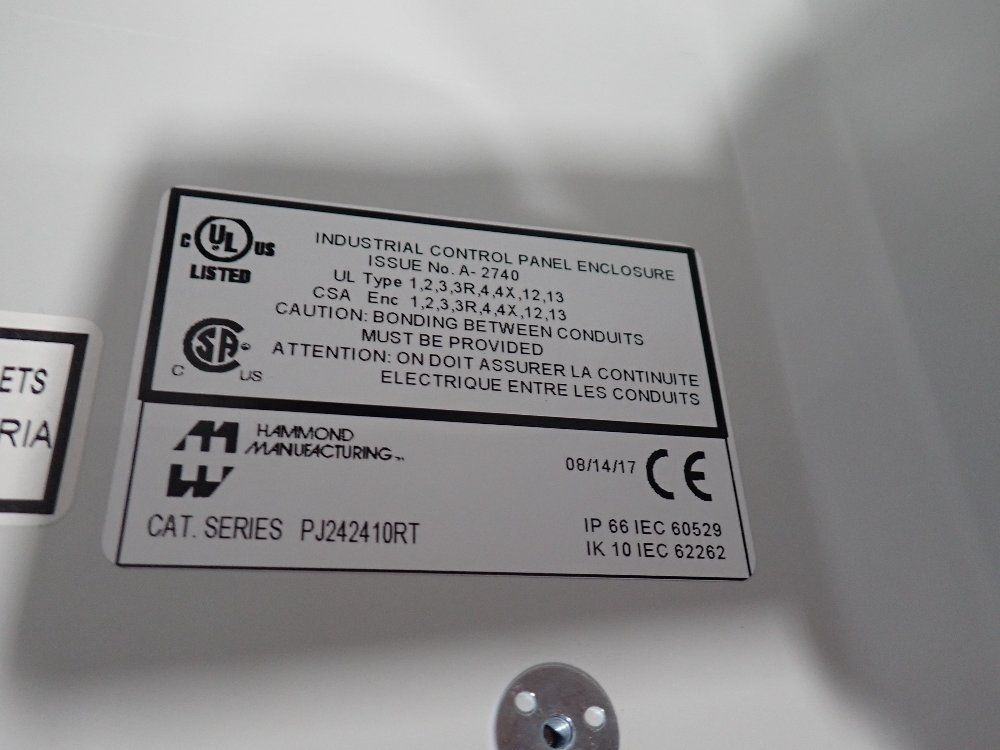 C UL US
LISTED
INDUSTRIAL CONTROL PANEL ENCLOSURE
ISSUE No. A- 2740
UL Type 1,2,3,3R,4,4X,12,13
CSA Enc 1,2,3,3R,4,4X,12,13
CAUTION: BONDING BETWEEN CONDUITS
MUST BE PROVIDED
ATTENTION: ON DOIT ASSURER LA CONTINUITE
ELECTRIQUE ENTRE LES CONDUITS
C SA US
HAMMOND
MANUFACTURING™
08/14/17 CE
CAT. SERIES PJ242410RT
IP 66 IEC 60529
IK 10 IEC 62262
ETS
RIA